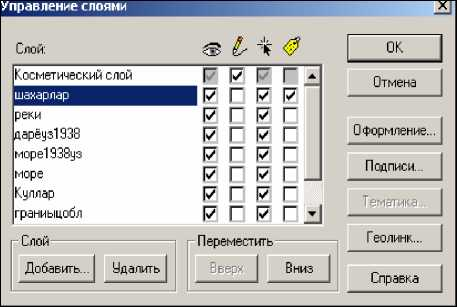 Управление слоями
Слой:
OK
Косметический слой
Отмена
шахарлар
реки
дарёуз1938
Оформление...
море1938уз
море
Подписи...
Куллар
граниыцобл
Тематика...
Геолинк...
Слой
Переместить
Добавить...
Удалить
Вверх
Вниз
Справка